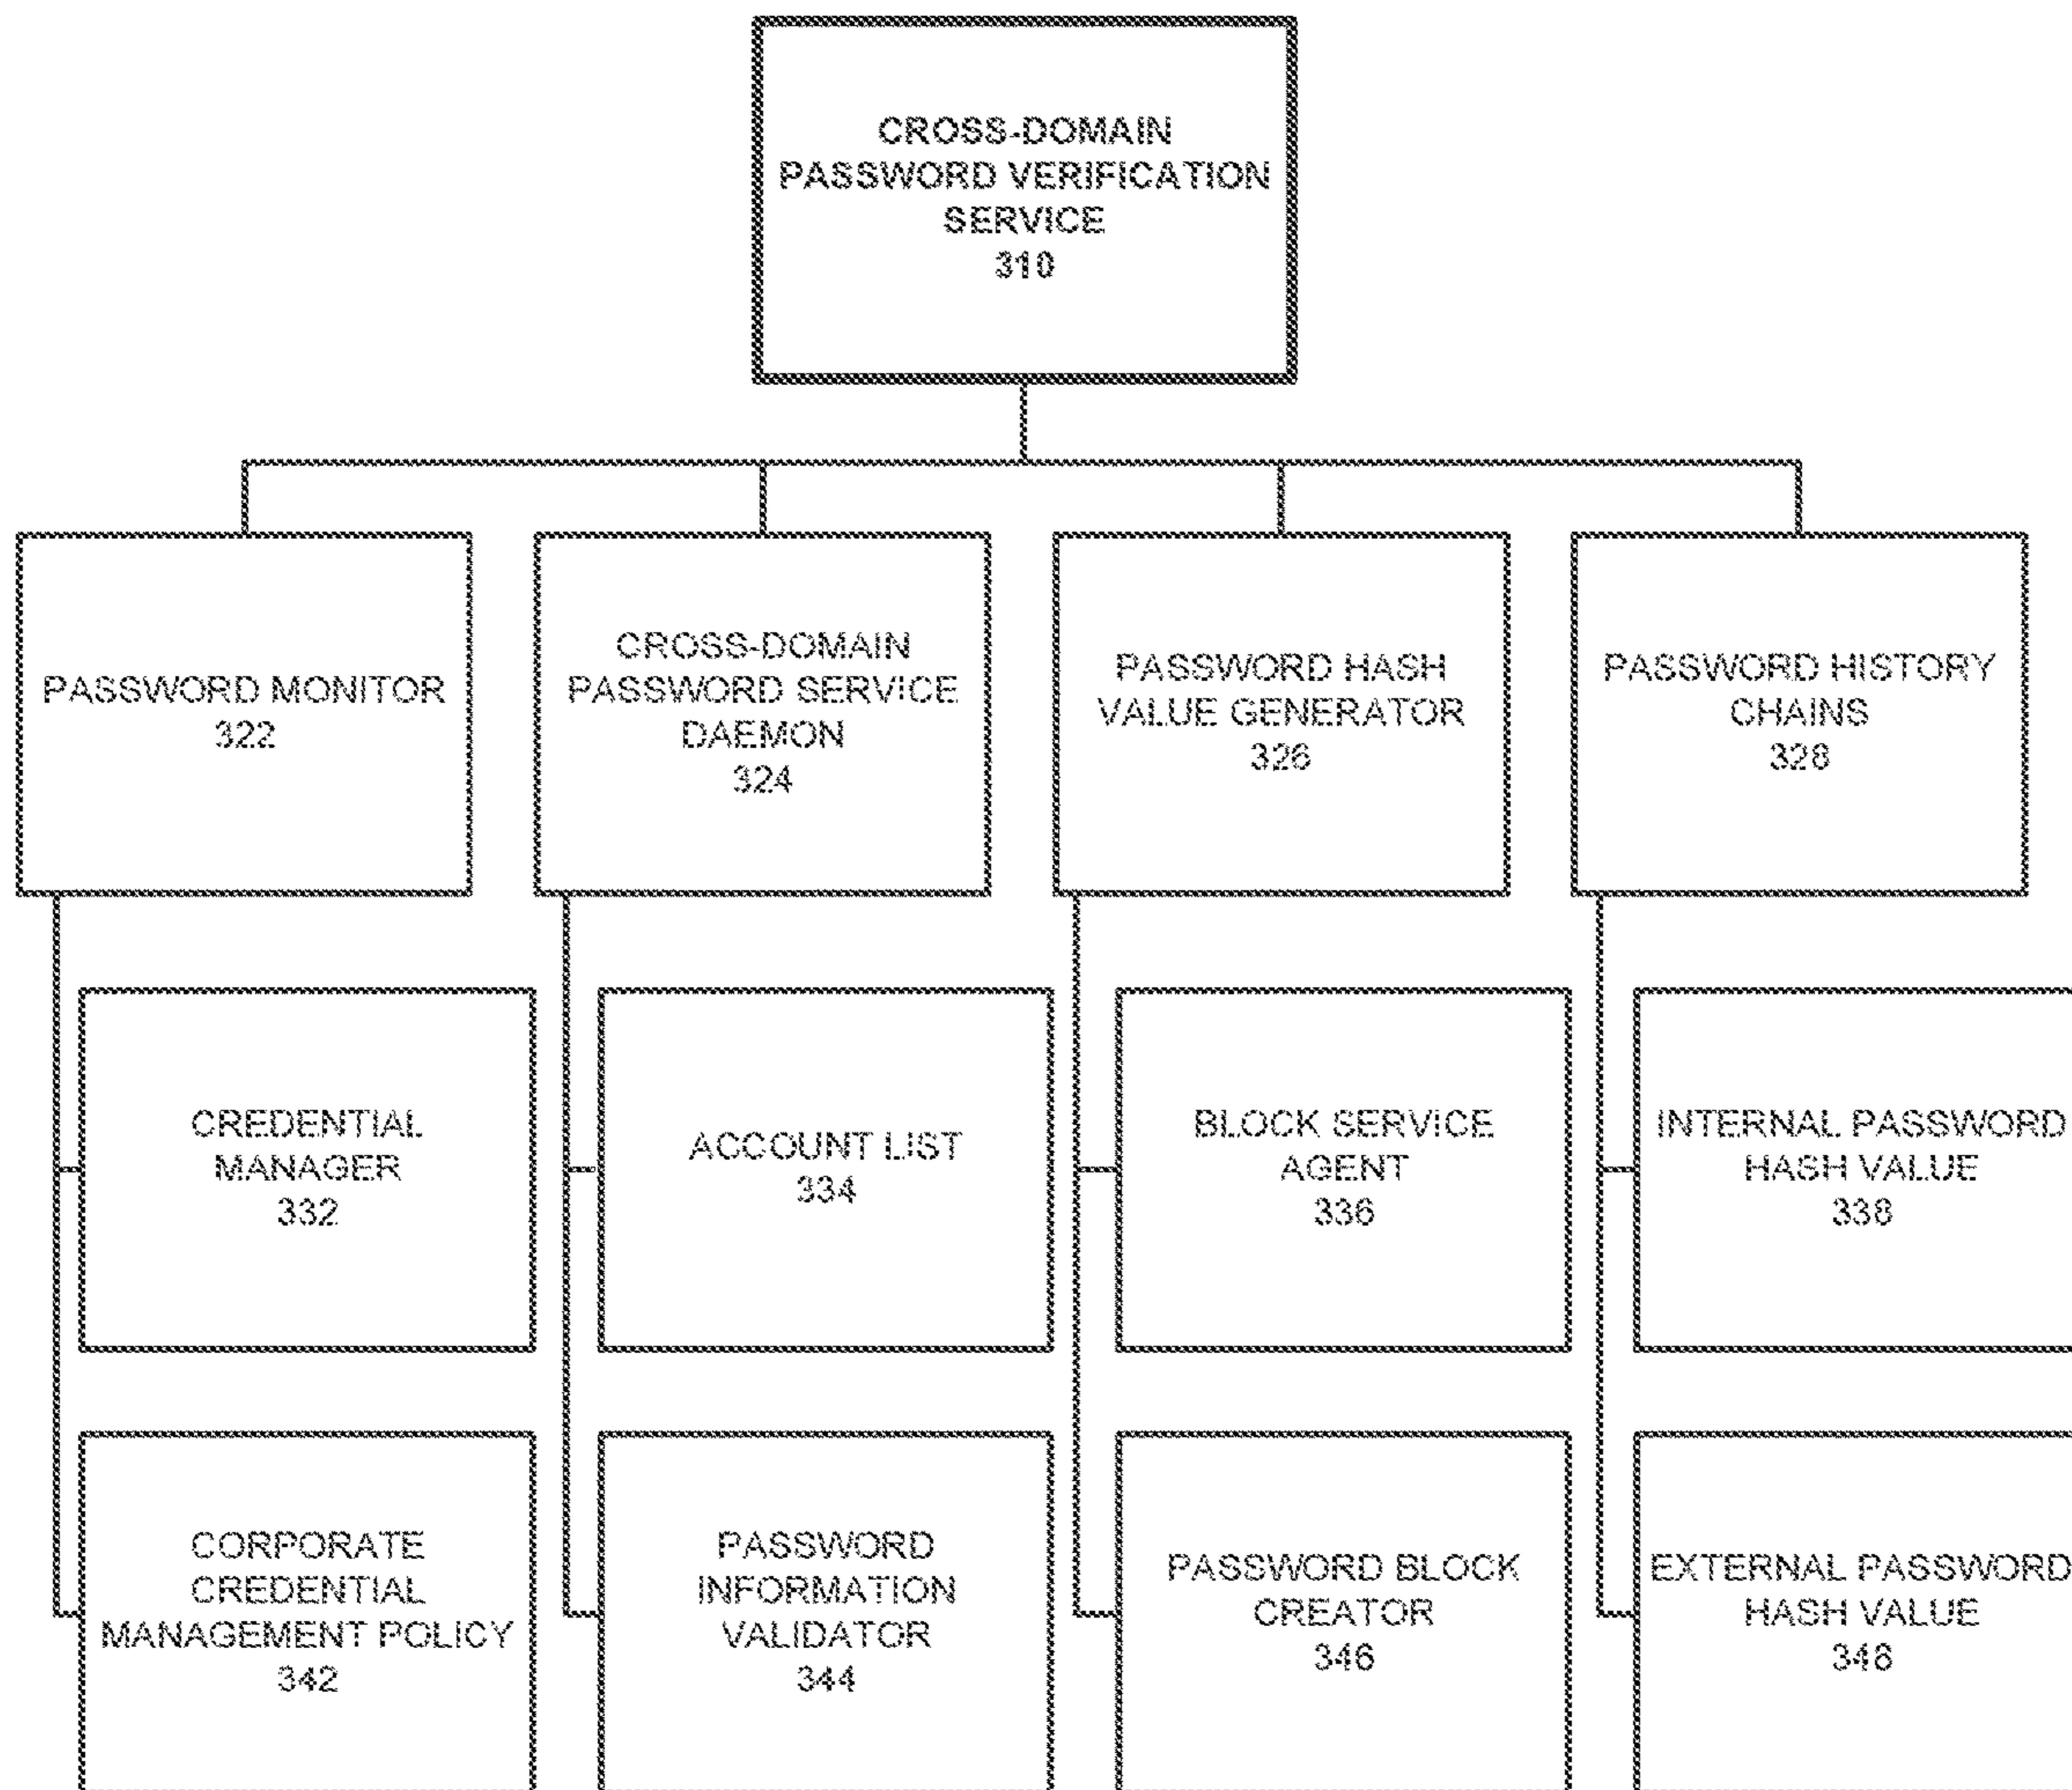 CROSS-DOMAIN
PASSWORD VERIFICATION
SERVICE
310
PASSWORD MONITOR
322
CROSS-DOMAIN
PASSWORD SERVICE
DAEMON
324
PASSWORD HASH
VALUE GENERATOR
326
PASSWORD HISTORY
CHAINS
328
CREDENTIAL
MANAGER
332
ACCOUNT LIST
334
BLOCK SERVICE
AGENT
336
INTERNAL PASSWORD
HASH VALUE
338
CORPORATE
CREDENTIAL
MANAGEMENT POLICY
342
PASSWORD
INFORMATION
VALIDATOR
344
PASSWORD BLOCK
CREATOR
346
EXTERNAL PASSWORD
HASH VALUE
348